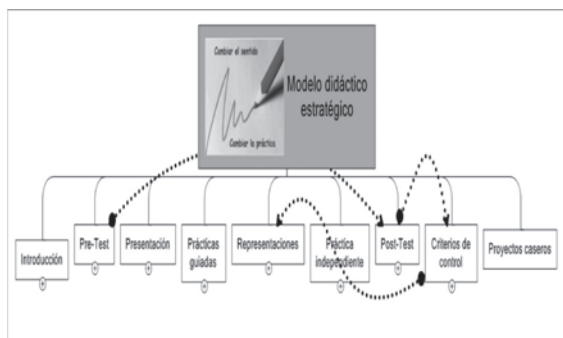 Cambiar el sentido
Cambiar la práctica
Modelo didáctico
estratégico
Introducción
Pre-Test
Presentación
Prácticas
guiadas
Representaciones
Práctica
independiente
Post-Test
Criterios de
control
Proyectos caseros